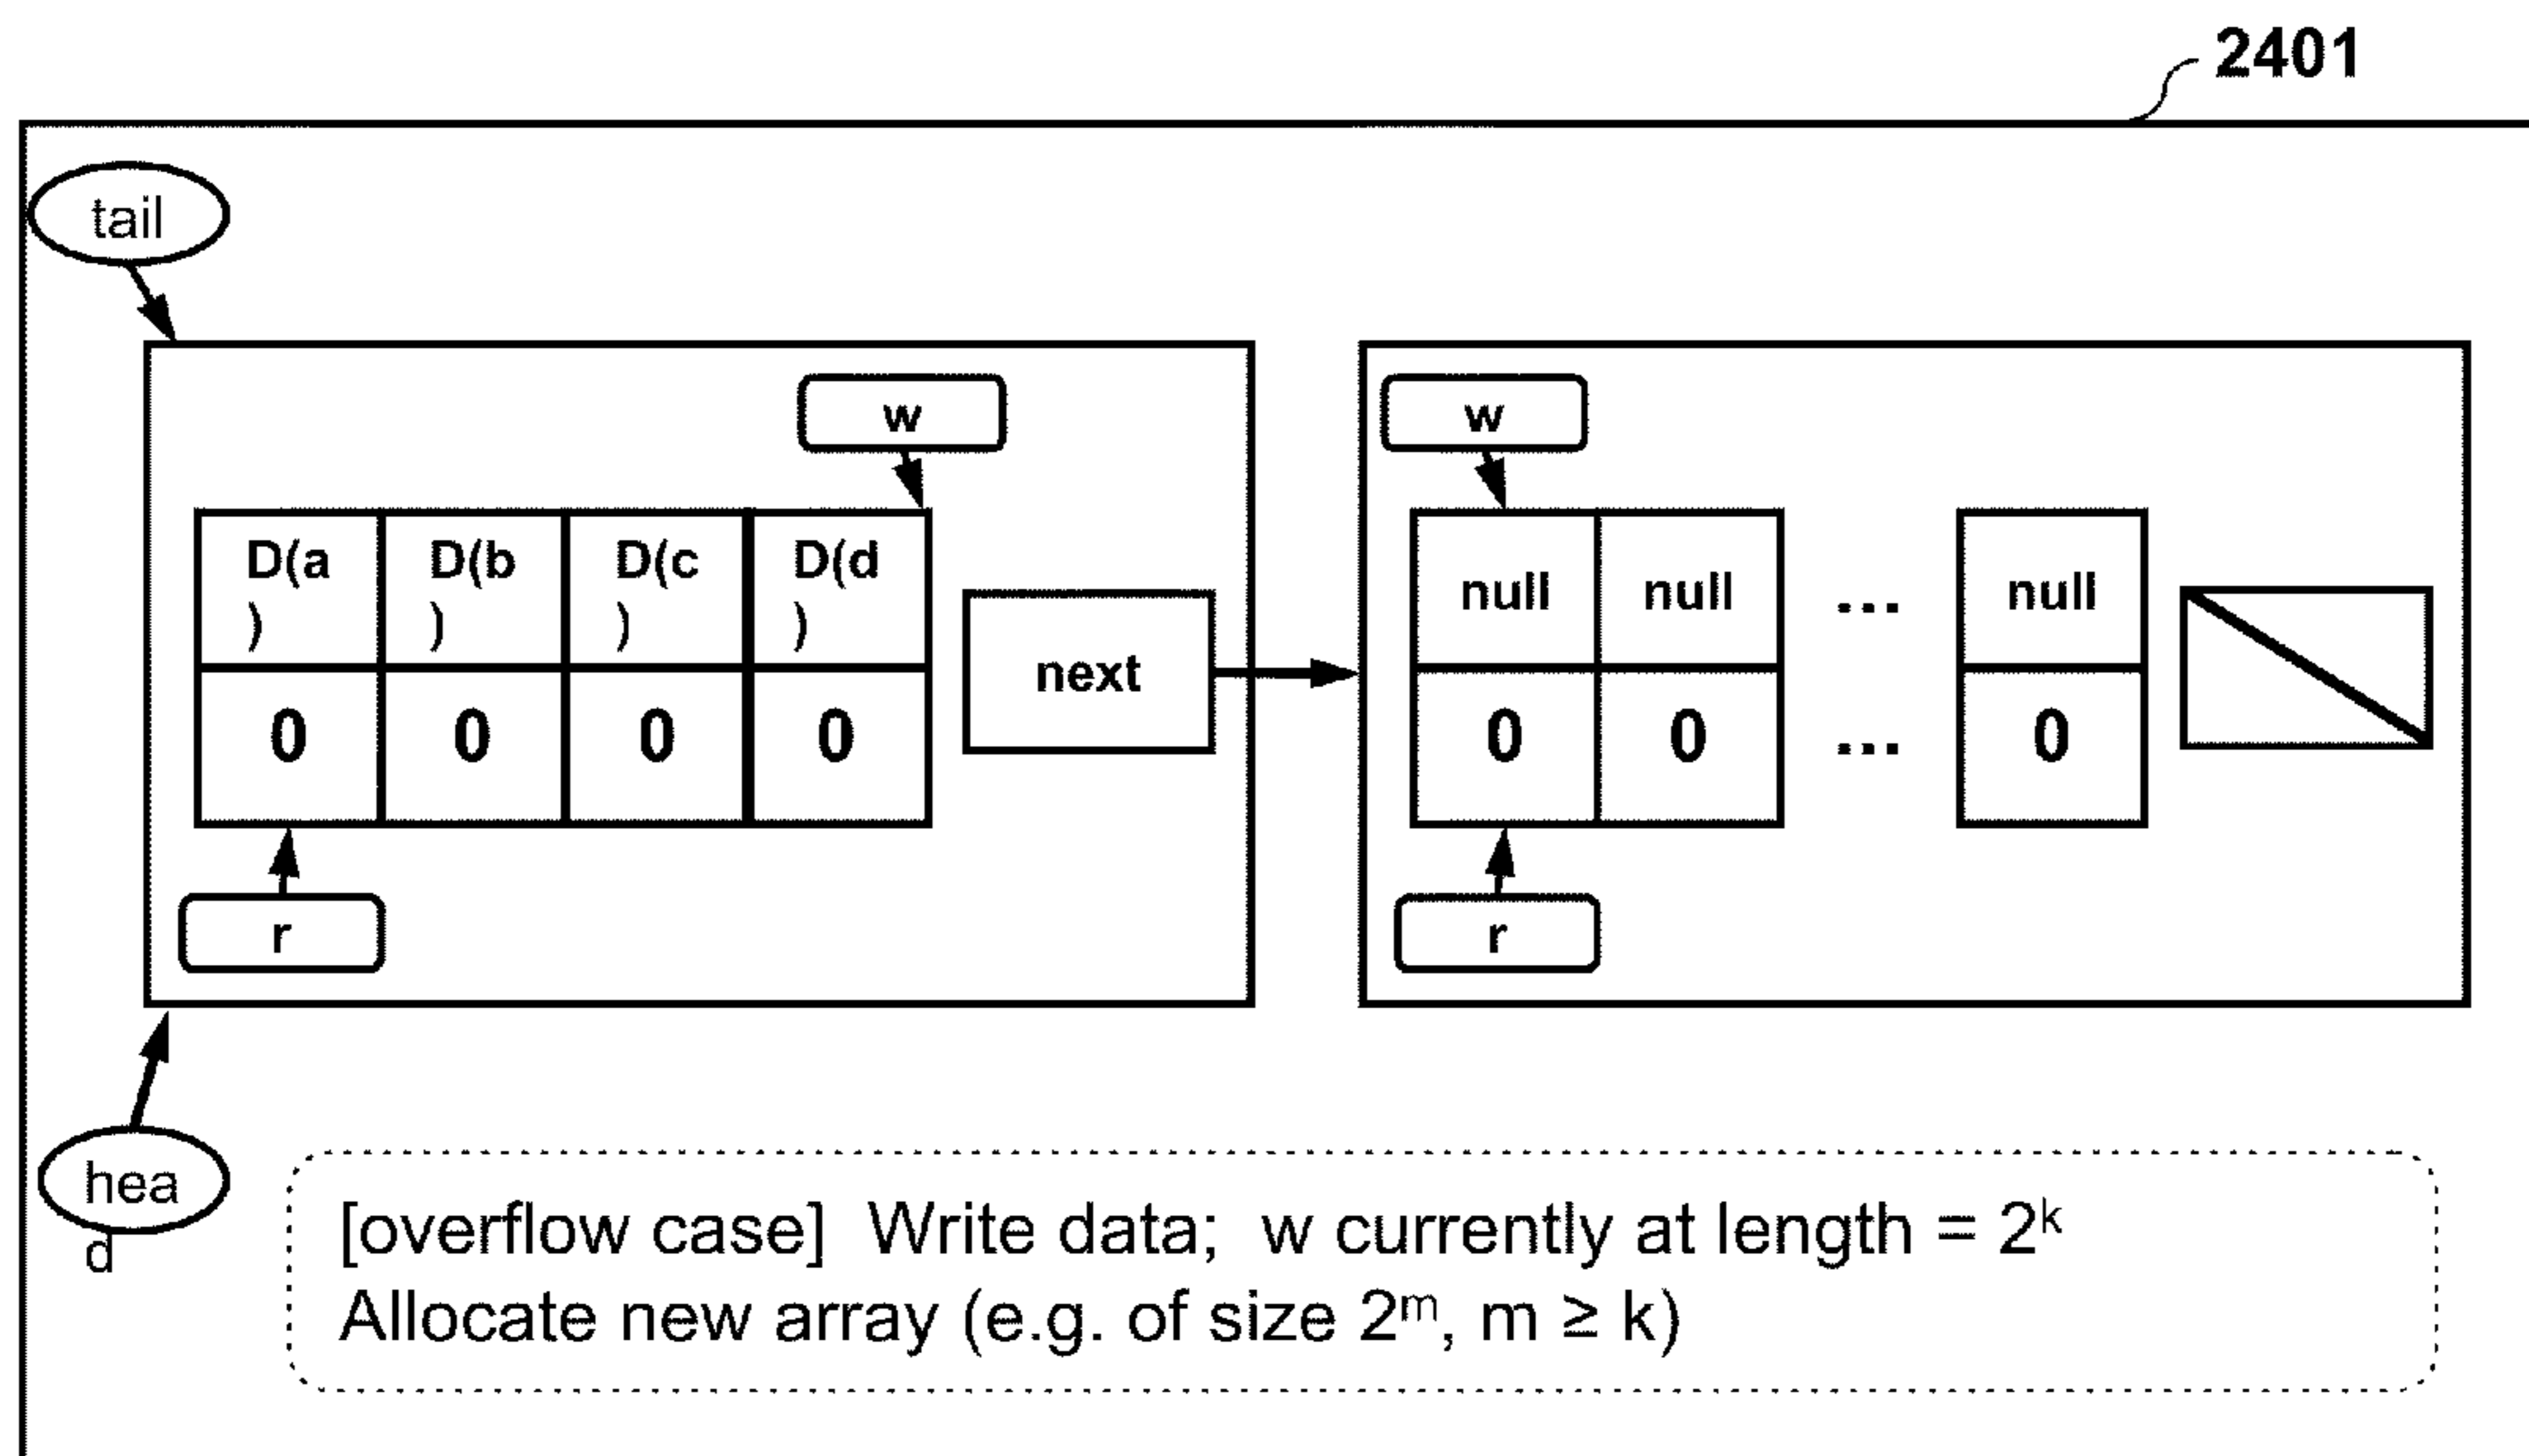 2401
tail
w
w
D(a
)
D(b
)
D(c
)
D(d
)
null
null
...
null
next
0
0
0
0
0
0
...
0
r
r
hea
d
[overflow case] Write data; w currently at length = 2ᵏ
Allocate new array (e.g. of size 2ᵐ, m ≥ k)